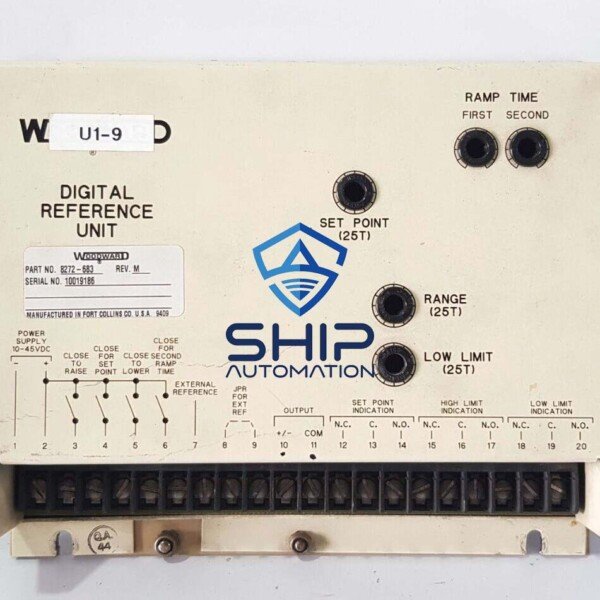 W D
U1-9
®
DIGITAL
REFERENCE
UNIT
RAMP TIME
FIRST SECOND
SET POINT
(25T)
RANGE
(25T)
LOW LIMIT
(25T)
WOODWARD
®
PART NO. 8272-683 REV. M
SERIAL NO. 10019186
MANUFACTURED IN FORT COLLINS CO. U.S.A. 9409
SHIP
AUTOMATION
POWER
SUPPLY
10-45VDC
- +
CLOSE
TO
RAISE
CLOSE
FOR
SET
POINT
CLOSE
TO
LOWER
CLOSE
FOR
SECOND
RAMP
TIME
EXTERNAL
REFERENCE
JPR
FOR
EXT
REF
OUTPUT
+/- COM
SET POINT
INDICATION
N.C. C. N.O.
HIGH LIMIT
INDICATION
N.C. C. N.O.
LOW LIMIT
INDICATION
N.C. C. N.O.
1 2 3 4 5 6 7 8 9 10 11 12 13 14 15 16 17 18 19 20
Q.A.
44